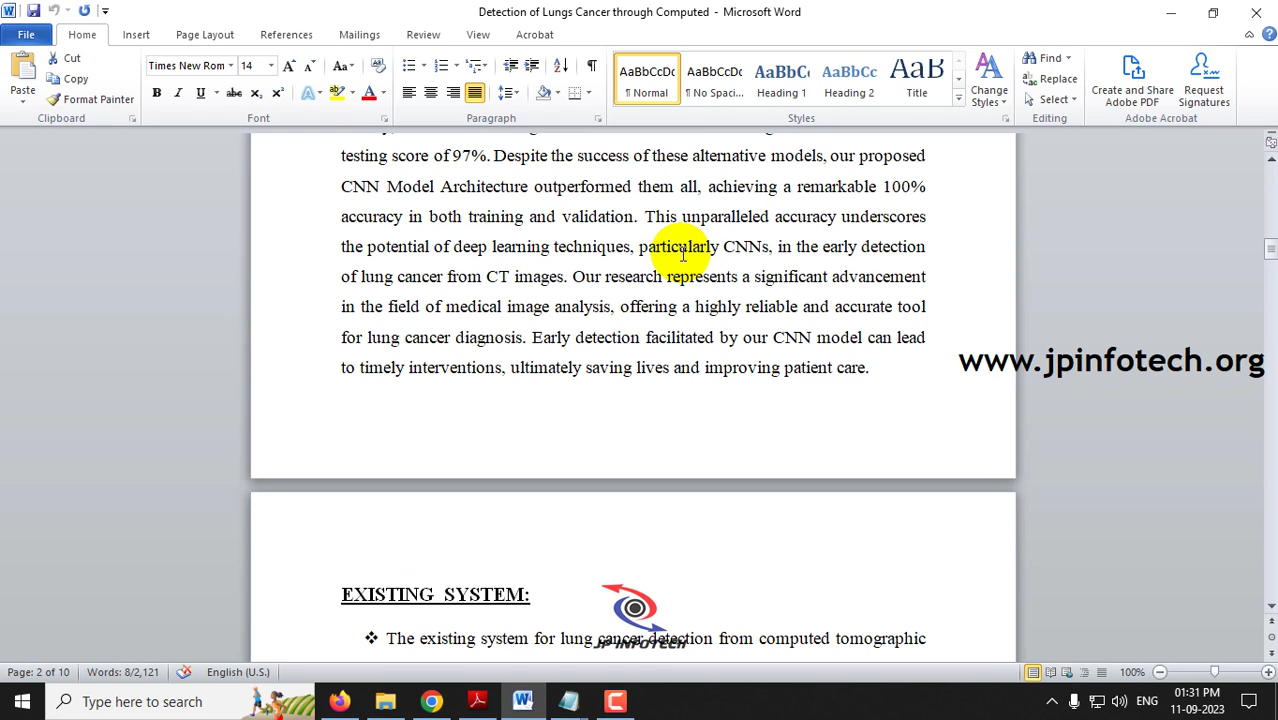 Detection of Lungs Cancer through Computed - Microsoft Word
File Home Insert Page Layout References Mailings Review View Acrobat
Paste
Cut
Copy
Format Painter
Clipboard
Times New Rom 14
Font
Paragraph
AaBbCcDc AaBbCcDc AaBbCc AaBbCc AaB
¶ Normal ¶ No Spaci... Heading 1 Heading 2 Title
Change Styles
Styles
Find
Replace
Select
Editing
Create and Share Adobe PDF
Request Signatures
Adobe Acrobat
testing score of 97%. Despite the success of these alternative models, our proposed
CNN Model Architecture outperformed them all, achieving a remarkable 100%
accuracy in both training and validation. This unparalleled accuracy underscores
the potential of deep learning techniques, particularly CNNs, in the early detection
of lung cancer from CT images. Our research represents a significant advancement
in the field of medical image analysis, offering a highly reliable and accurate tool
for lung cancer diagnosis. Early detection facilitated by our CNN model can lead
to timely interventions, ultimately saving lives and improving patient care.
www.jpinfotech.org
EXISTING SYSTEM:
❖ The existing system for lung cancer detection from computed tomographic
JP INFOTECH
Page: 2 of 10 Words: 8/2,121 English (U.S.) 100%
Type here to search
ENG
01:31 PM
11-09-2023